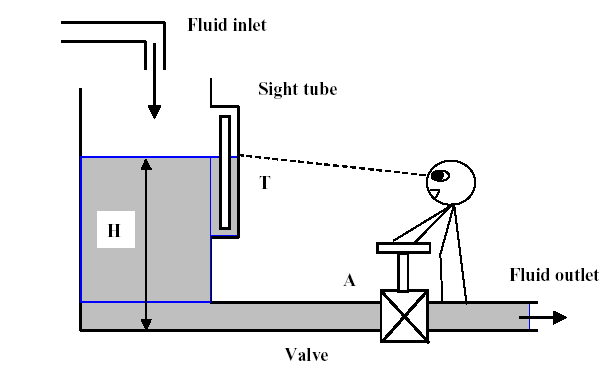 Fluid inlet
Sight tube
T
H
A
Fluid outlet
Valve